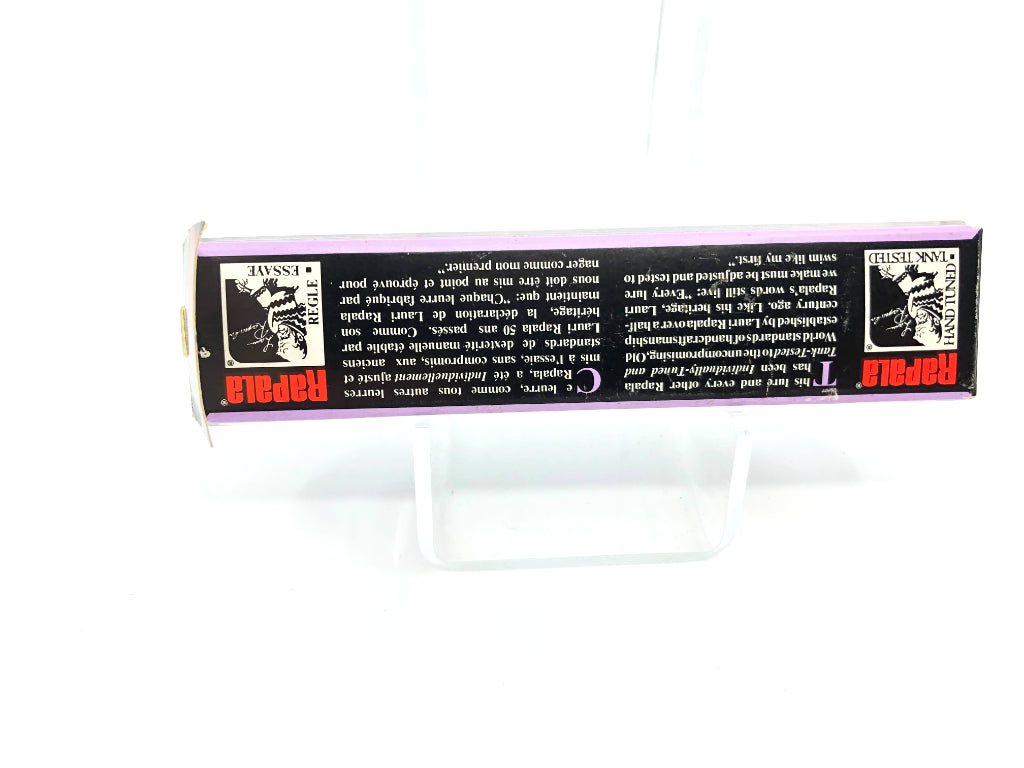 RAPALA®
HAND TUNED
▪ TANK TESTED
®
This lure and every other Rapala
has been Individually-Tuned and
Tank-Tested to the uncompromising, Old
World standards of handcraftsmanship
established by Lauri Rapala over a half-
century ago. Like his heritage, Lauri
Rapala's words still live: "Every lure
we make must be adjusted and tested to
swim like my first."
Ce leurre, comme tous autres leurres
Rapala, a été Individuellement ajusté et
mis à l'essaie, sans compromis, aux anciens
standards de dexterité manuelle établie par
Lauri Rapala 50 ans passés. Comme son
héritage, la déclaration de Lauri Rapala
maintient que: "Chaque leurre fabriqué par
nous doit être mis au point et éprouvé pour
nager comme mon premier."
RAPALA®
REGLE
▪ ESSAYE
®